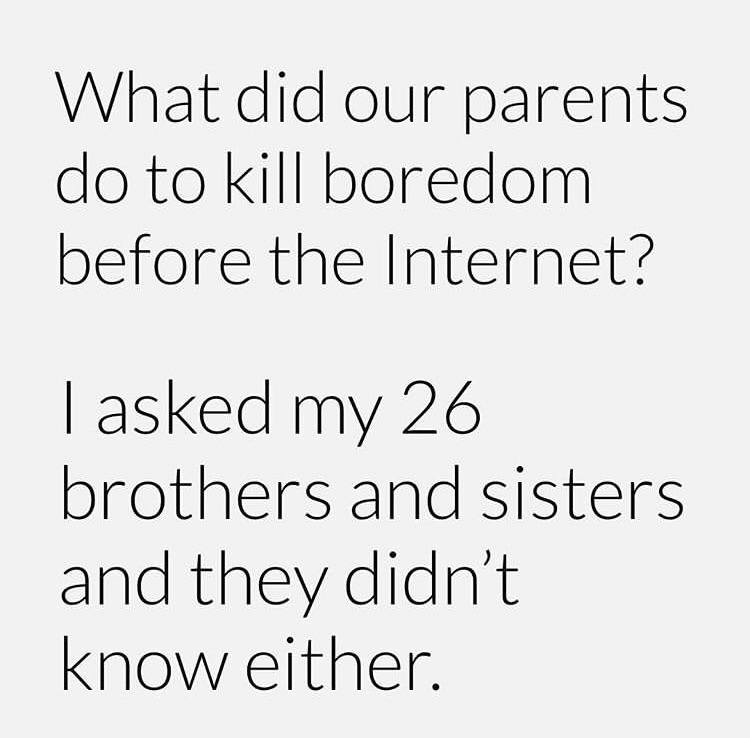 What did our parents
do to kill boredom
before the Internet?
I asked my 26
brothers and sisters
and they didn’t
know either.